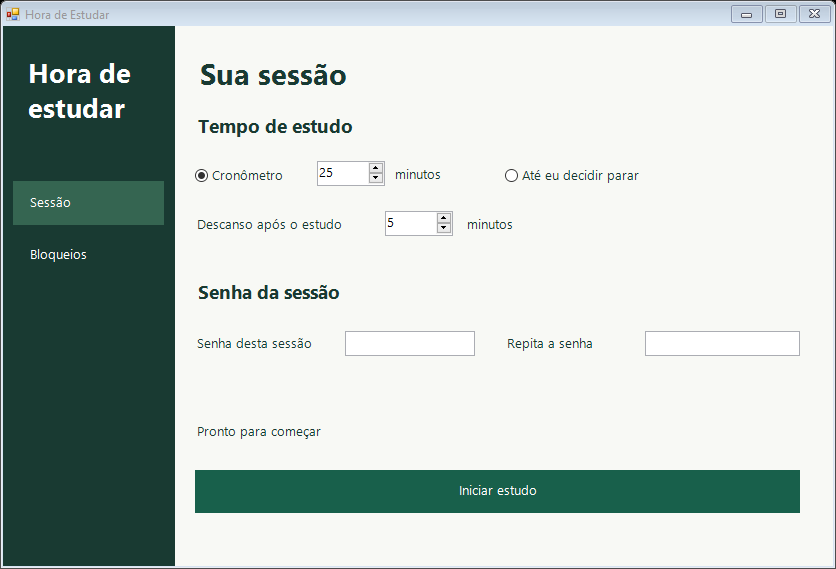 Hora de Estudar
Hora de
estudar
Sessão
Bloqueios
Sua sessão
Tempo de estudo
Cronômetro 25 minutos Até eu decidir parar
Descanso após o estudo 5 minutos
Senha da sessão
Senha desta sessão Repita a senha
Pronto para começar
Iniciar estudo